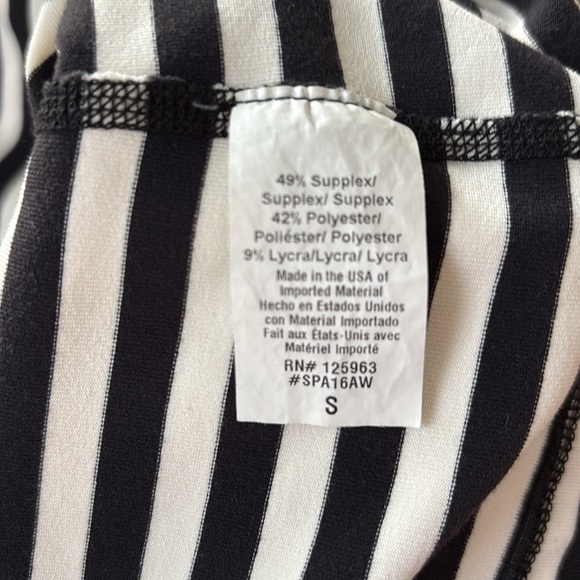 49% Supplex/
Supplex/ Supplex
42% Polyester/
Poliéster/ Polyester
9% Lycra/Lycra/ Lycra
Made in the USA of
Imported Material
Hecho en Estados Unidos
con Material Importado
Fait aux États-Unis avec
Matériel Importé
RN# 125963
#SPA16AW
S